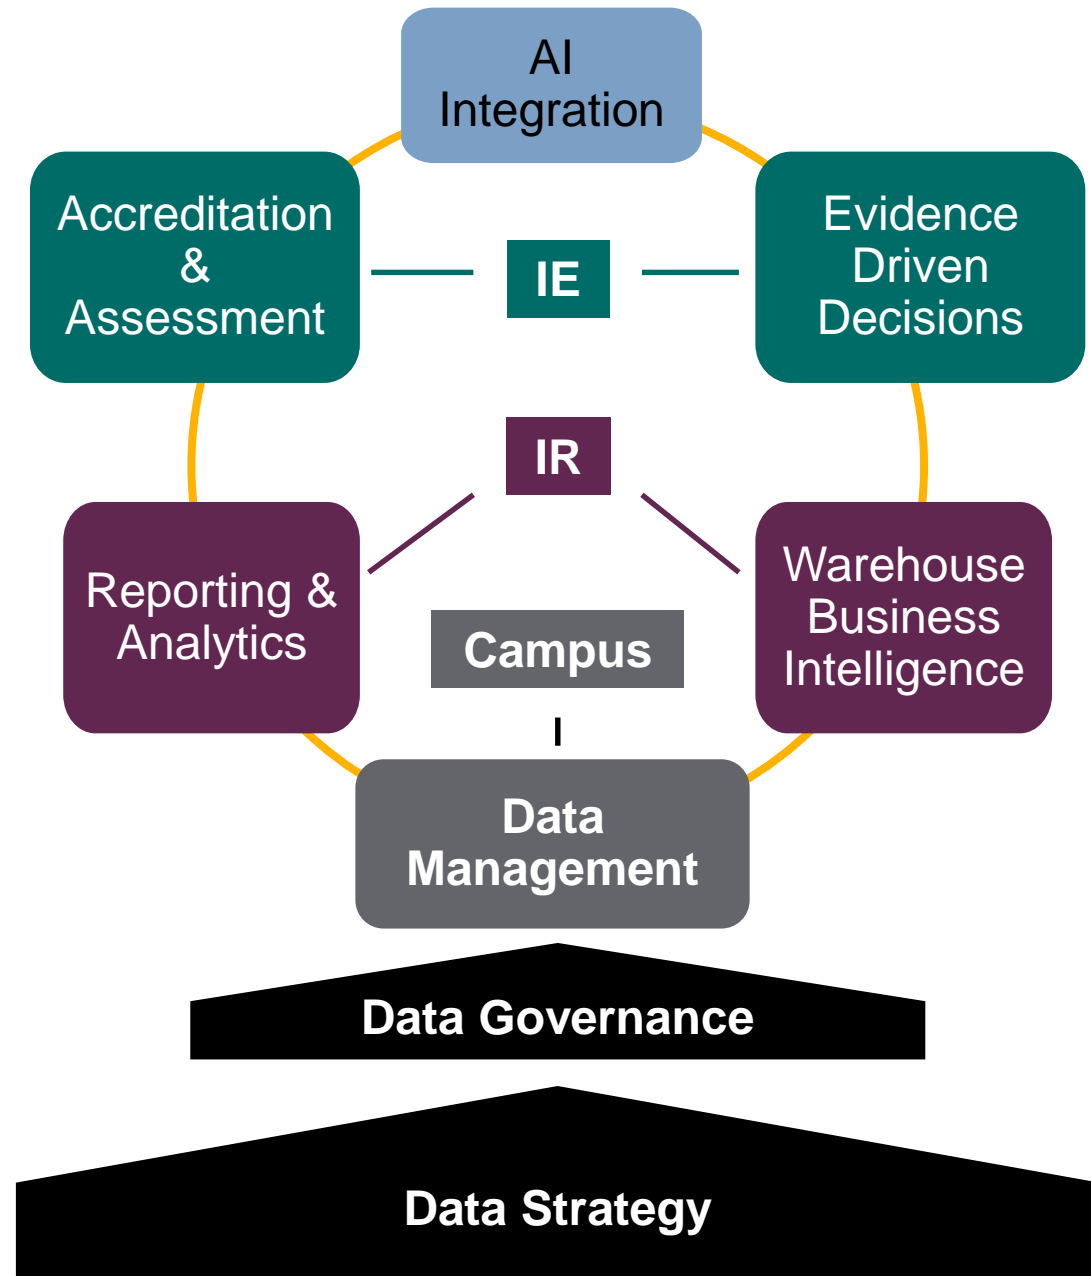 AI
Integration
Accreditation
&
Assessment
IE
Evidence
Driven
Decisions
IR
Reporting &
Analytics
Campus
Warehouse
Business
Intelligence
Data
Management
Data Governance
Data Strategy